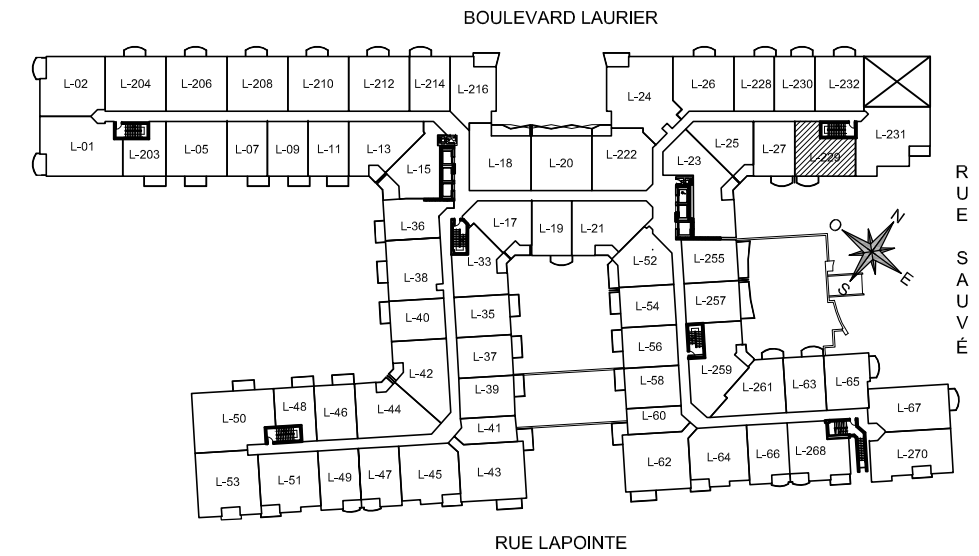 BOULEVARD LAURIER
L-02 L-204 L-206 L-208 L-210 L-212 L-214 L-216 L-24 L-26 L-228 L-230 L-232
L-01 L-203 L-05 L-07 L-09 L-11 L-13 L-15 L-18 L-20 L-222 L-23 L-25 L-27 L-229 L-231
L-36 L-17 L-19 L-21
L-38 L-33 L-52 L-255
L-40 L-35 L-54 L-257
L-42 L-37 L-56 L-259
L-50 L-48 L-46 L-44 L-39 L-58 L-261 L-63 L-65
L-41 L-60 L-67
L-53 L-51 L-49 L-47 L-45 L-43 L-62 L-64 L-66 L-268 L-270
RUE SAUVÉ
N
O
E
S
RUE LAPOINTE